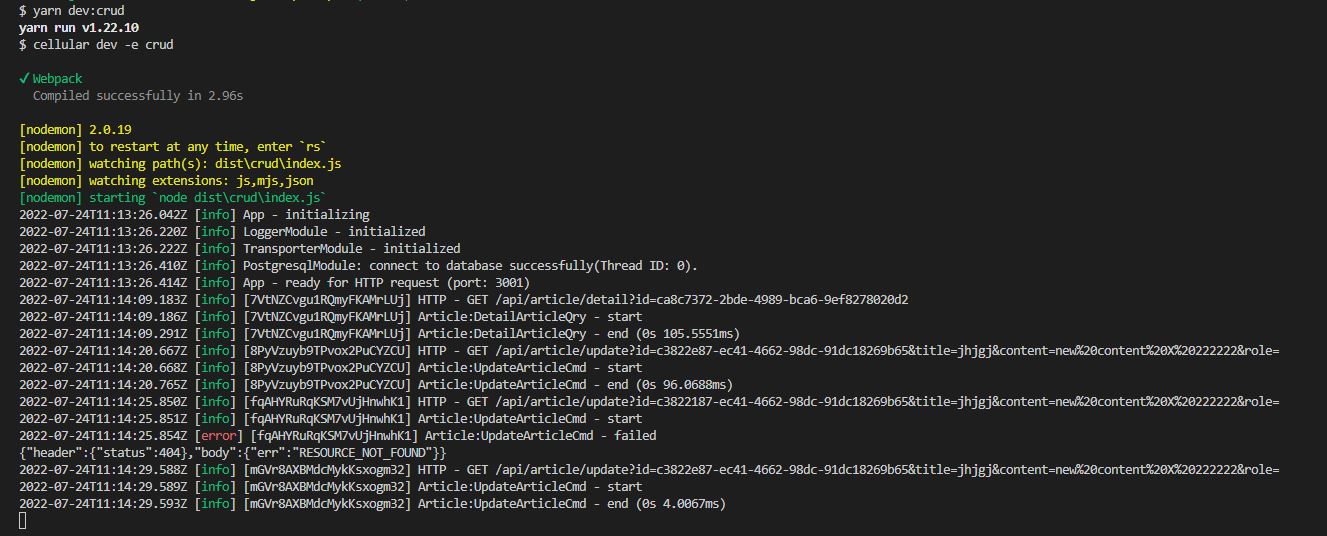 $ yarn dev:crud
yarn run v1.22.10
$ cellular dev -e crud
✓ Webpack
Compiled successfully in 2.96s
[nodemon] 2.0.19
[nodemon] to restart at any time, enter `rs`
[nodemon] watching path(s): dist\crud\index.js
[nodemon] watching extensions: js,mjs,json
[nodemon] starting `node dist\crud\index.js`
2022-07-24T11:13:26.042Z [info] App - initializing
2022-07-24T11:13:26.220Z [info] LoggerModule - initialized
2022-07-24T11:13:26.222Z [info] TransporterModule - initialized
2022-07-24T11:13:26.410Z [info] PostgresqlModule: connect to database successfully(Thread ID: 0).
2022-07-24T11:13:26.414Z [info] App - ready for HTTP request (port: 3001)
2022-07-24T11:14:09.183Z [info] [7VtNZCvgu1RQmyFKAMrLUj] HTTP - GET /api/article/detail?id=ca8c7372-2bde-4989-bca6-9ef8278020d2
2022-07-24T11:14:09.186Z [info] [7VtNZCvgu1RQmyFKAMrLUj] Article:DetailArticleQry - start
2022-07-24T11:14:09.291Z [info] [7VtNZCvgu1RQmyFKAMrLUj] Article:DetailArticleQry - end (0s 105.5551ms)
2022-07-24T11:14:20.667Z [info] [8PyVzuyb9TPvox2PuCYZCU] HTTP - GET /api/article/update?id=c3822e87-ec41-4662-98dc-91dc18269b65&title=jhjgj&content=new%20content%20X%20222222&role=
2022-07-24T11:14:20.668Z [info] [8PyVzuyb9TPvox2PuCYZCU] Article:UpdateArticleCmd - start
2022-07-24T11:14:20.765Z [info] [8PyVzuyb9TPvox2PuCYZCU] Article:UpdateArticleCmd - end (0s 96.0688ms)
2022-07-24T11:14:25.850Z [info] [fqAHYRuRqKSM7vUjHnwhK1] HTTP - GET /api/article/update?id=c3822187-ec41-4662-98dc-91dc18269b65&title=jhjgj&content=new%20content%20X%20222222&role=
2022-07-24T11:14:25.851Z [info] [fqAHYRuRqKSM7vUjHnwhK1] Article:UpdateArticleCmd - start
2022-07-24T11:14:25.854Z [error] [fqAHYRuRqKSM7vUjHnwhK1] Article:UpdateArticleCmd - failed
{"header":{"status":404},"body":{"err":"RESOURCE_NOT_FOUND"}}
2022-07-24T11:14:29.588Z [info] [mGVr8AXBMdcMykKsxogm32] HTTP - GET /api/article/update?id=c3822e87-ec41-4662-98dc-91dc18269b65&title=jhjgj&content=new%20content%20X%20222222&role=
2022-07-24T11:14:29.589Z [info] [mGVr8AXBMdcMykKsxogm32] Article:UpdateArticleCmd - start
2022-07-24T11:14:29.593Z [info] [mGVr8AXBMdcMykKsxogm32] Article:UpdateArticleCmd - end (0s 4.0067ms)